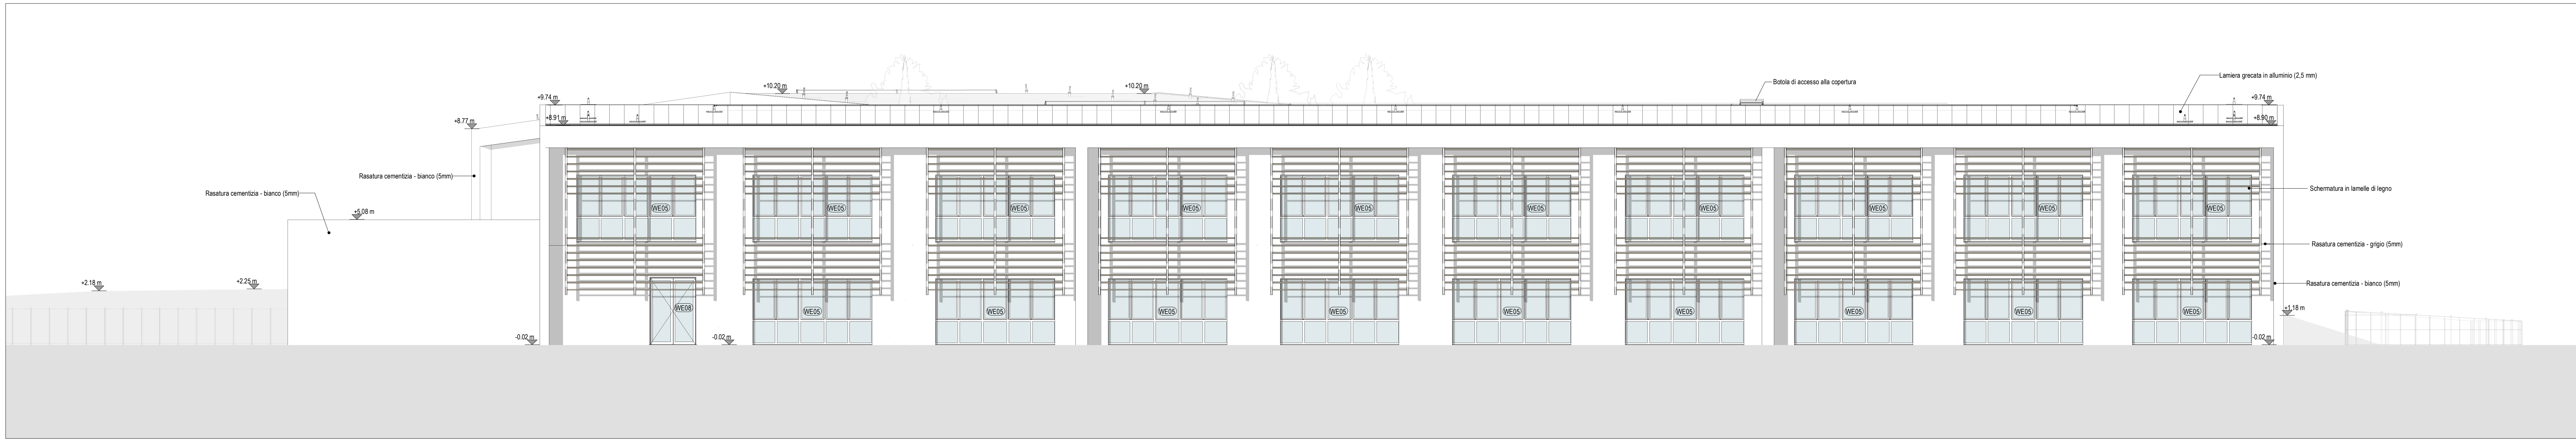 Botola di accesso alla copertura
Lamiera grecata in alluminio (2,5 mm)
+10.20 m
+10.20 m
+9.74 m
+9.74 m
+8.91 m
+8.90 m
+8.77 m
Rasatura cementizia - bianco (5mm)
Rasatura cementizia - bianco (5mm)
Schermatura in lamelle di legno
WE05
WE05
WE05
WE05
WE05
WE05
WE05
WE05
WE05
WE05
+5.08 m
Rasatura cementizia - grigio (5mm)
+2.18 m
+2.25 m
Rasatura cementizia - bianco (5mm)
WE08
WE05
WE05
WE05
WE05
WE05
WE05
WE05
WE05
WE05
+1.18 m
-0.02 m
-0.02 m
-0.02 m